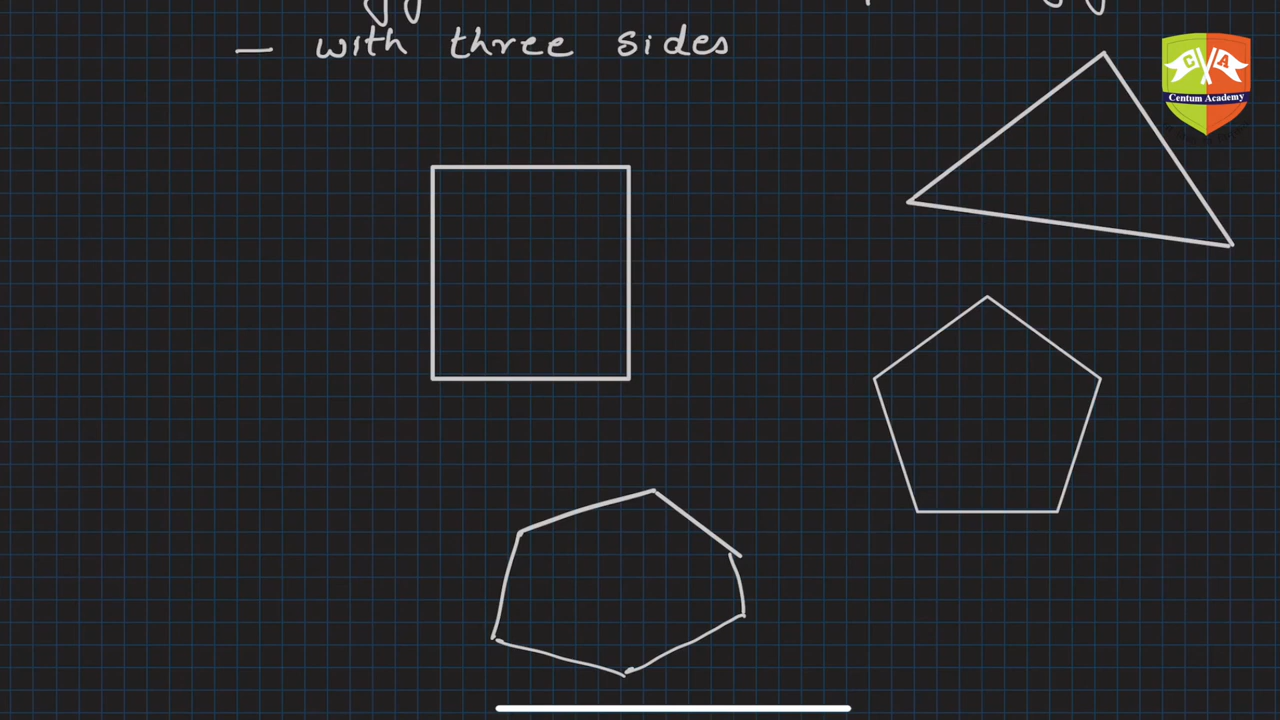 — with three sides
C A
Centum Academy